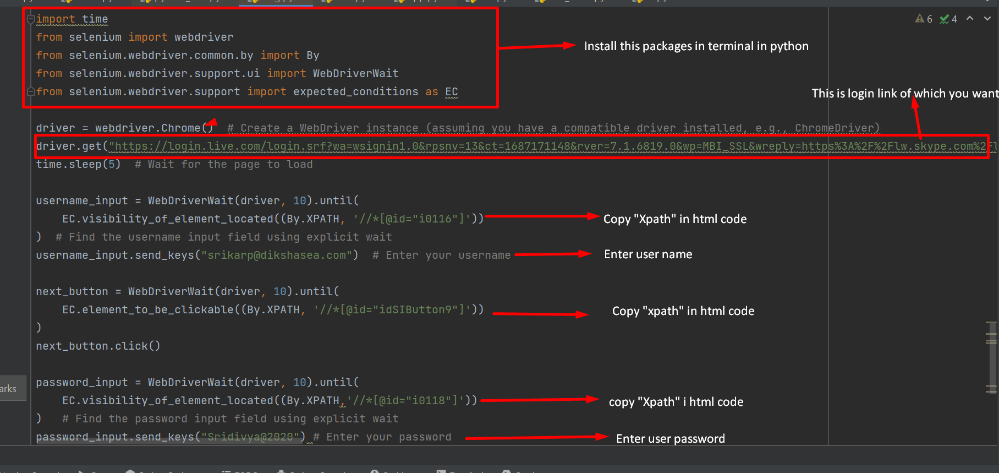 import time
from selenium import webdriver
Install this packages in terminal in python
from selenium.webdriver.common.by import By
from selenium.webdriver.support.ui import WebDriverWait
from selenium.webdriver.support import expected_conditions as EC
6 4
This is login link of which you want
driver = webdriver.Chrome() # Create a WebDriver instance (assuming you have a compatible driver installed, e.g., ChromeDriver)
driver.get("https://login.live.com/login.srf?wa=wsignin1.0&rpsnv=13&ct=1687171148&rver=7.1.6819.0&wp=MBI_SSL&wreply=https%3A%2F%2Flw.skype.com%2Fl
time.sleep(5) # Wait for the page to load
username_input = WebDriverWait(driver, 10).until(
EC.visibility_of_element_located((By.XPATH, '//*[@id="i0116"]'))
Copy "Xpath" in html code
) # Find the username input field using explicit wait
username_input.send_keys("srikarp@dikshasea.com") # Enter your username
Enter user name
next_button = WebDriverWait(driver, 10).until(
EC.element_to_be_clickable((By.XPATH, '//*[@id="idSIButton9"]'))
Copy "xpath" in html code
)
next_button.click()
password_input = WebDriverWait(driver, 10).until(
arks
EC.visibility_of_element_located((By.XPATH,'//*[@id="i0118"]'))
copy "Xpath" i html code
) # Find the password input field using explicit wait
password_input.send_keys("Sridivya@2020") # Enter your password
Enter user password